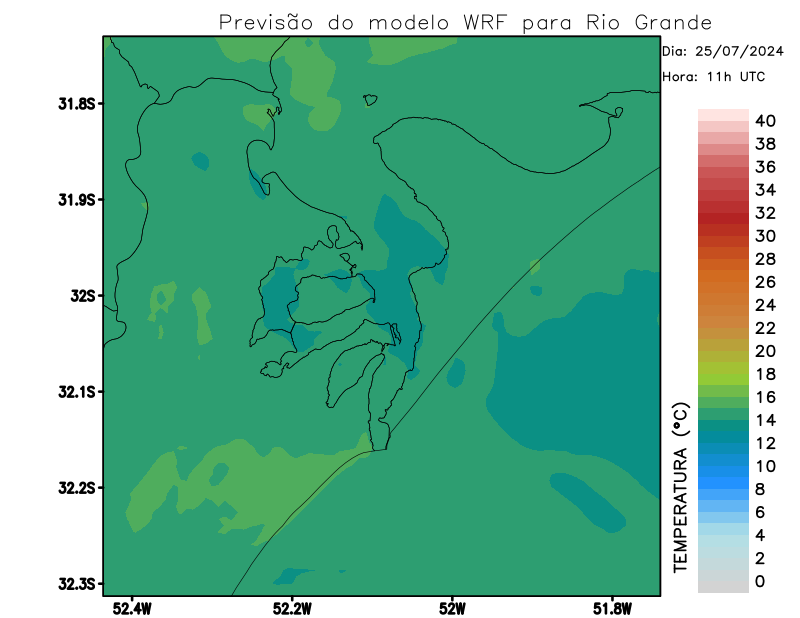 Previsão do modelo WRF para Rio Grande
Dia: 25/07/2024
Hora: 11h UTC
31.8S
31.9S
32S
32.1S
32.2S
32.3S
52.4W
52.2W
52W
51.8W
TEMPERATURA (°C)
40
38
36
34
32
30
28
26
24
22
20
18
16
14
12
10
8
6
4
2
0